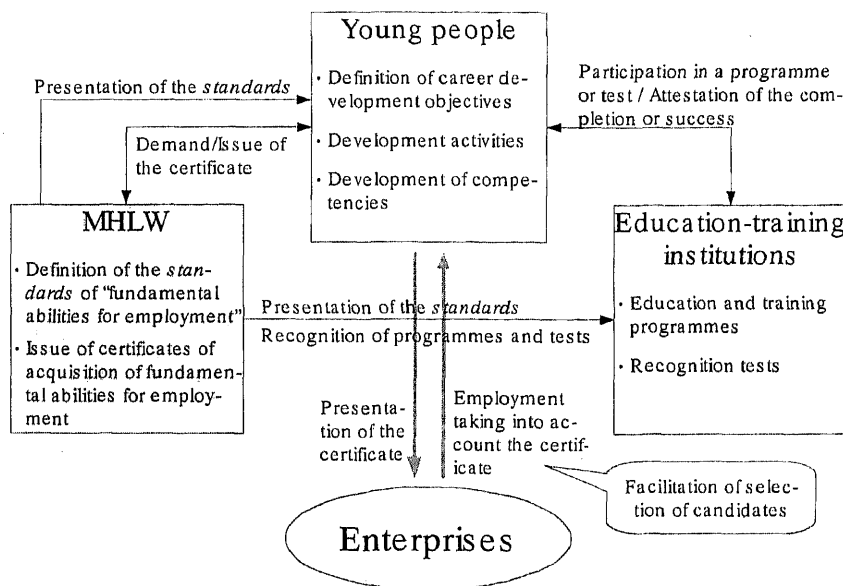 Young people
· Definition of career de-
velopment objectives
· Development activities
· Development of compe-
tencies
Presentation of the standards
Demand/Issue of
the certificate
Participation in a programme
or test / Attestation of the com-
pletion or success
MHLW
· Definition of the stan-
dards of "fundamental
abilities for employment"
· Issue of certificates of
acquisition of fundamen-
tal abilities for employ-
ment
Presentation of the standards
Recognition of programmes and tests
Education-training
institutions
· Education and training
programmes
· Recognition tests
Presenta-
tion of the
certificate
Employment
taking into ac-
count the certif-
icate
Facilitation of selec-
tion of candidates
Enterprises